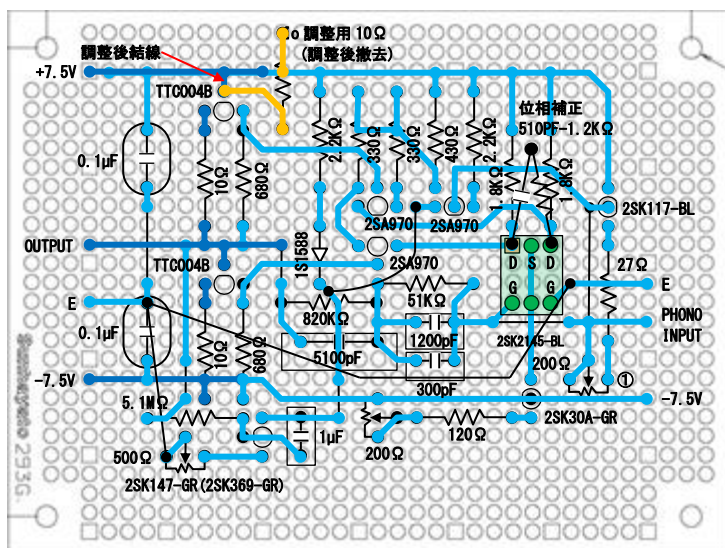 Io 調整用10Ω
(調整後撤去)
調整後結線
+7.5V
TTC004B
位相補正
510PF-1.2KΩ
0.1μF
10Ω
680Ω
2.2KΩ
330Ω
330Ω
430Ω
2.2KΩ
1.8KΩ
1.8KΩ
2SK117-BL
2SA970
2SA970
OUTPUT
TTC004B
1S1588
2SA970
D S D
G G
27Ω
E
E
51KΩ
820KΩ
0.1μF
1200pF
2SK2145-BL
PHONO
INPUT
10Ω
680Ω
5100pF
300pF
200Ω
①
-7.5V
-7.5V
5.1MΩ
2SK30A-GR
1μF
120Ω
200Ω
500Ω
2SK147-GR(2SK369-GR)
Sunhayato 293G